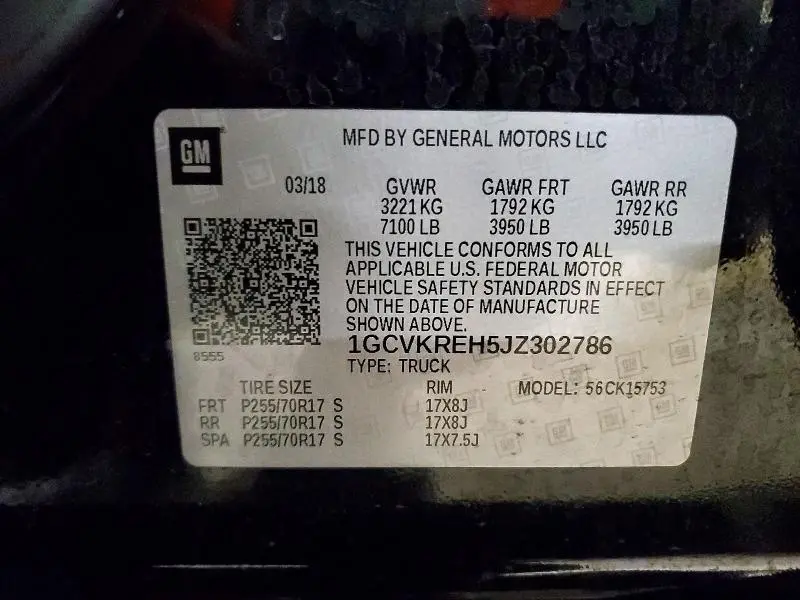 GM
MFD BY GENERAL MOTORS LLC
03/18 GVWR GAWR FRT GAWR RR
3221 KG 1792 KG 1792 KG
7100 LB 3950 LB 3950 LB
THIS VEHICLE CONFORMS TO ALL
APPLICABLE U.S. FEDERAL MOTOR
VEHICLE SAFETY STANDARDS IN EFFECT
ON THE DATE OF MANUFACTURE
SHOWN ABOVE.
8555
1GCVKREH5JZ302786
TYPE: TRUCK
TIRE SIZE RIM MODEL: 56CK15753
FRT P255/70R17 S 17X8J
RR P255/70R17 S 17X8J
SPA P255/70R17 S 17X7.5J